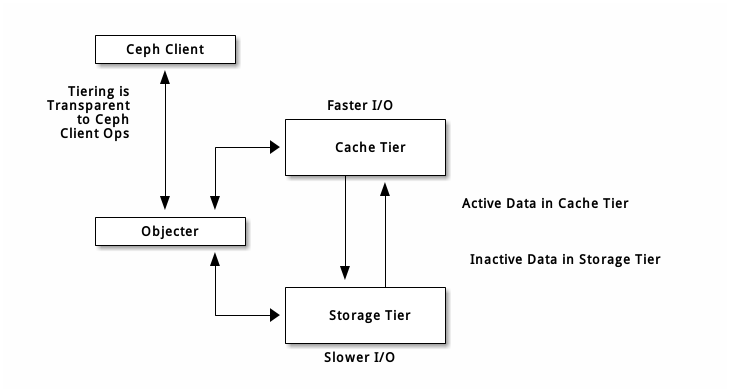 Ceph Client
Tiering is
Transparent
to Ceph
Client Ops
Faster I/O
Cache Tier
Active Data in Cache Tier
Objecter
Inactive Data in Storage Tier
Storage Tier
Slower I/O